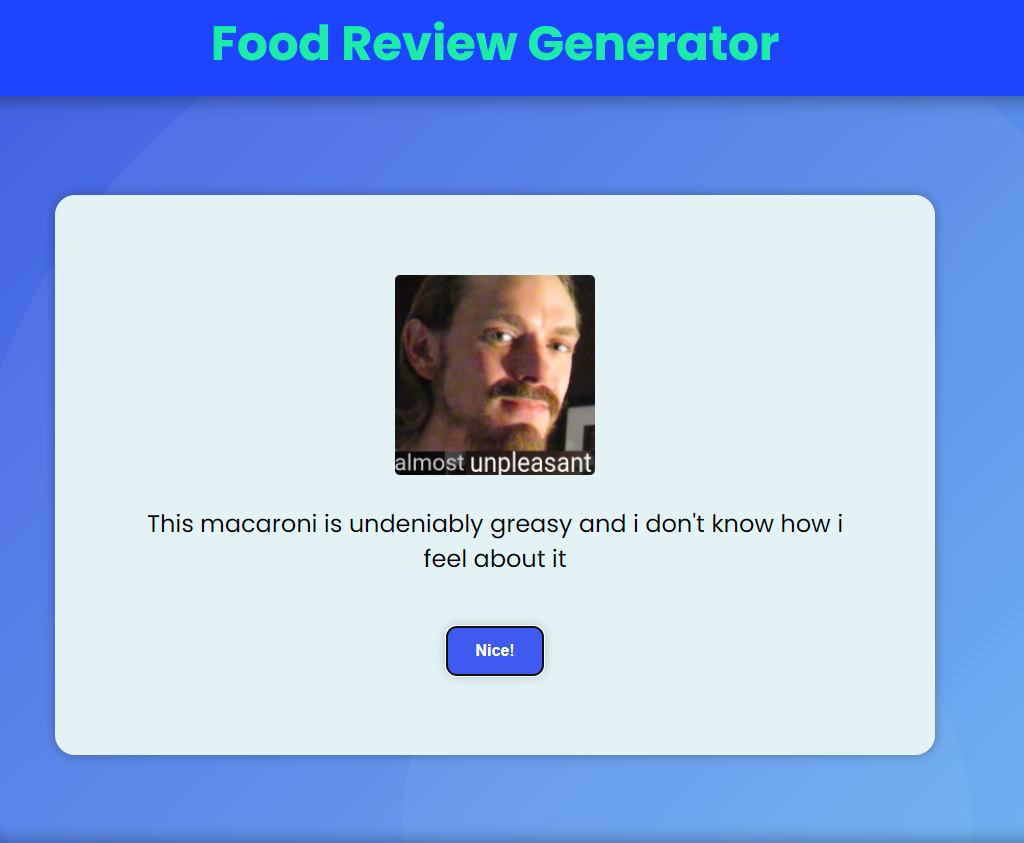 Food Review Generator
almost unpleasant
This macaroni is undeniably greasy and i don't know how i
feel about it
Nice!